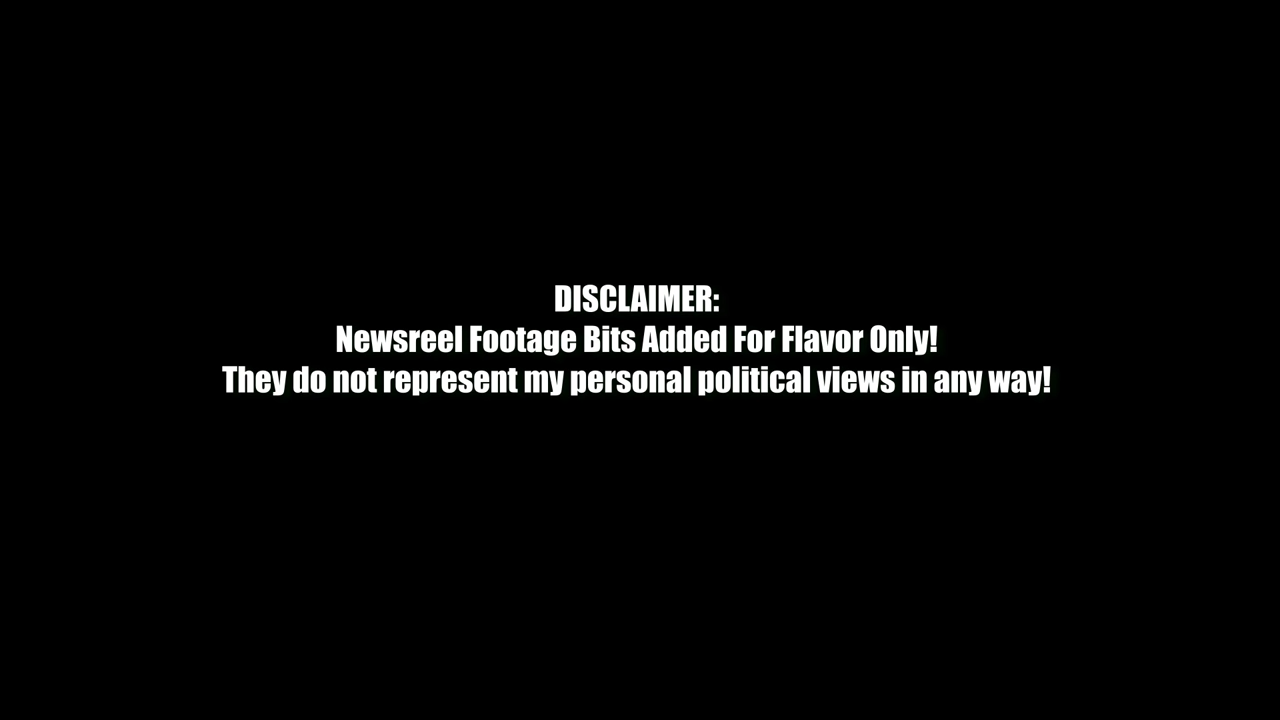 DISCLAIMER:
Newsreel Footage Bits Added For Flavor Only!
They do not represent my personal political views in any way!